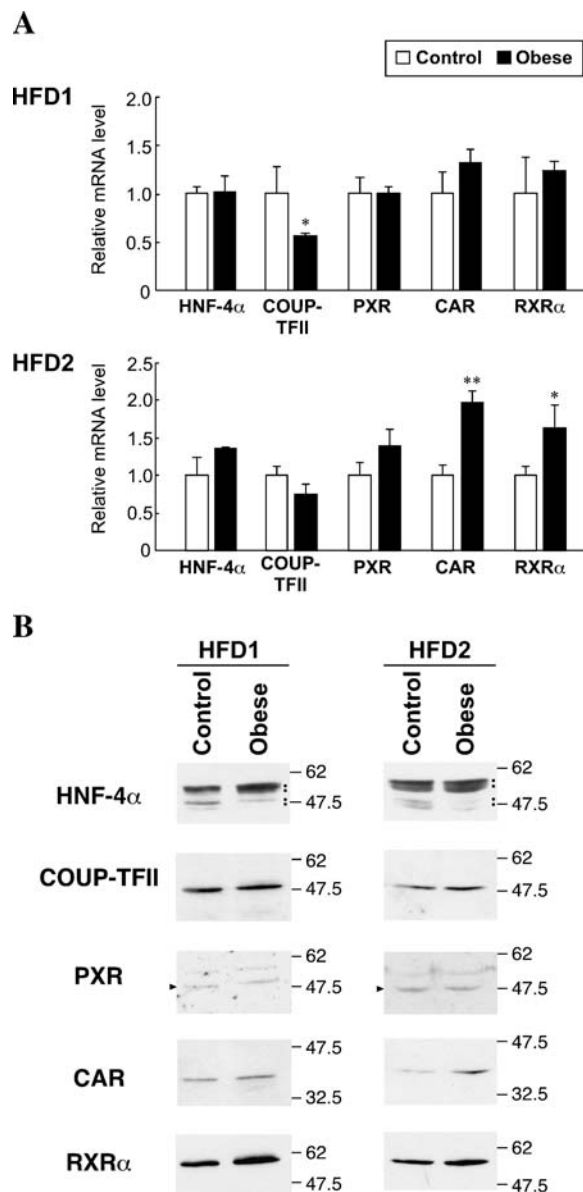 A
Control Obese
HFD1
Relative mRNA level
2.0
1.5
1.0
0.5
0
*
HNF-4α COUP-TFII PXR CAR RXRα
HFD2
Relative mRNA level
2.5
2.0
1.5
1.0
0.5
0
** *
HNF-4α COUP-TFII PXR CAR RXRα
B
HFD1 HFD2
Control Obese Control Obese
HNF-4α
62
47.5
62
47.5
COUP-TFII
62
47.5
62
47.5
PXR
62
47.5
62
47.5
CAR
47.5
32.5
47.5
32.5
RXRα
62
47.5
62
47.5